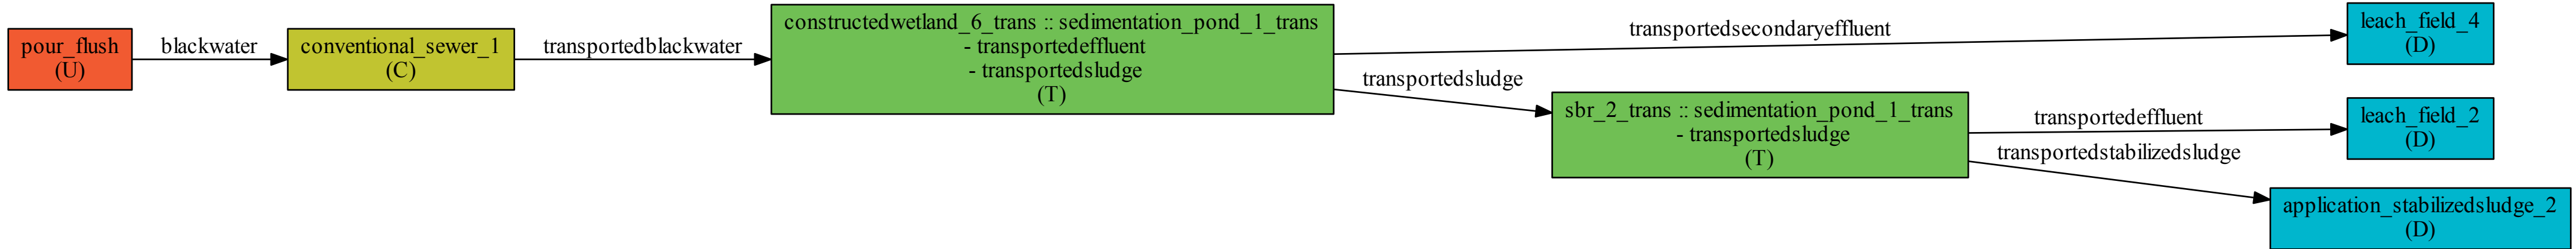 pour_flush
(U)
blackwater
conventional_sewer_1
(C)
transportedblackwater
constructedwetland_6_trans :: sedimentation_pond_1_trans
- transportedeffluent
- transportedsludge
(T)
transportedsecondaryeffluent
transportedsludge
leach_field_4
(D)
sbr_2_trans :: sedimentation_pond_1_trans
- transportedsludge
(T)
transportedeffluent
transportedstabilizedsludge
leach_field_2
(D)
application_stabilizedsludge_2
(D)